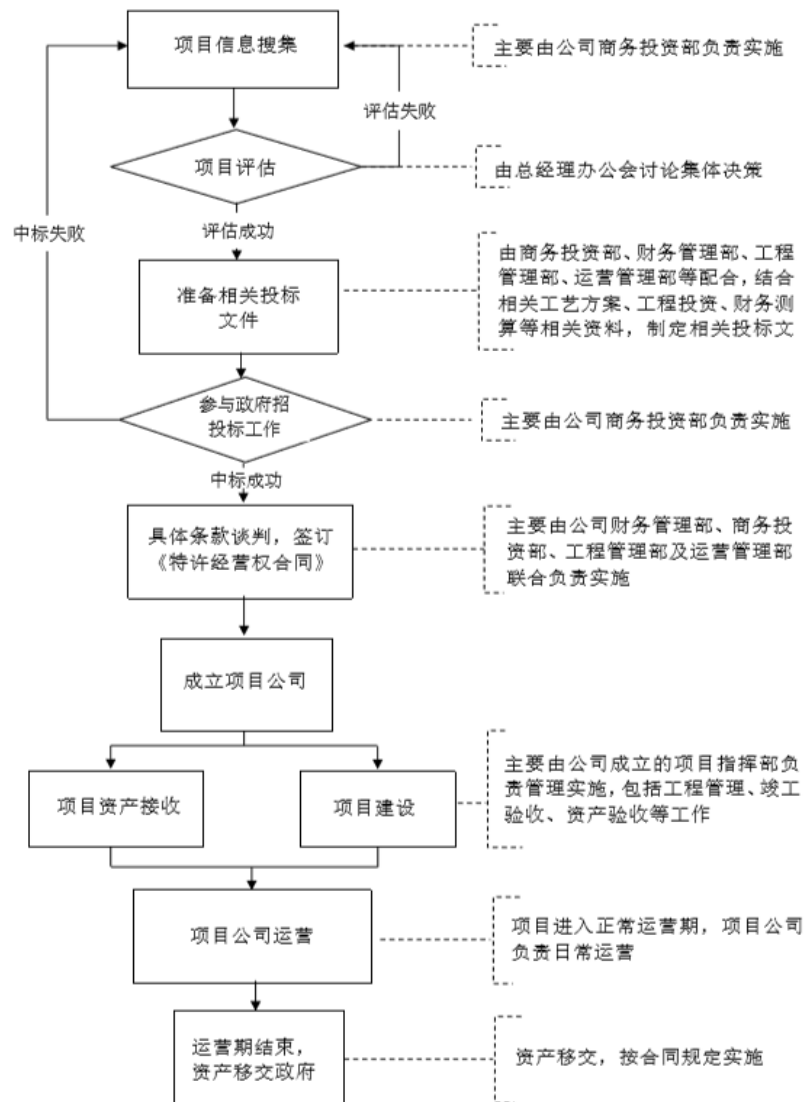 项目信息搜集
主要由公司商务投资部负责实施
评估失败
项目评估
由总经理办公会讨论集体决策
中标失败
评估成功
准备相关投标
文件
由商务投资部、财务管理部、工程
管理部、运营管理部等配合，结合
相关工艺方案、工程投资、财务测
算等相关资料，制定相关投标文
参与政府招
投标工作
主要由公司商务投资部负责实施
中标成功
具体条款谈判，签订
《特许经营权合同》
主要由公司财务管理部、商务投
资部、工程管理部及运营管理部
联合负责实施
成立项目公司
项目资产接收
项目建设
主要由公司成立的项目指挥部负
责管理实施，包括工程管理、竣工
验收、资产验收等工作
项目公司运营
项目进入正常运营期，项目公司
负责日常运营
运营期结束，
资产移交政府
资产移交，按合同规定实施